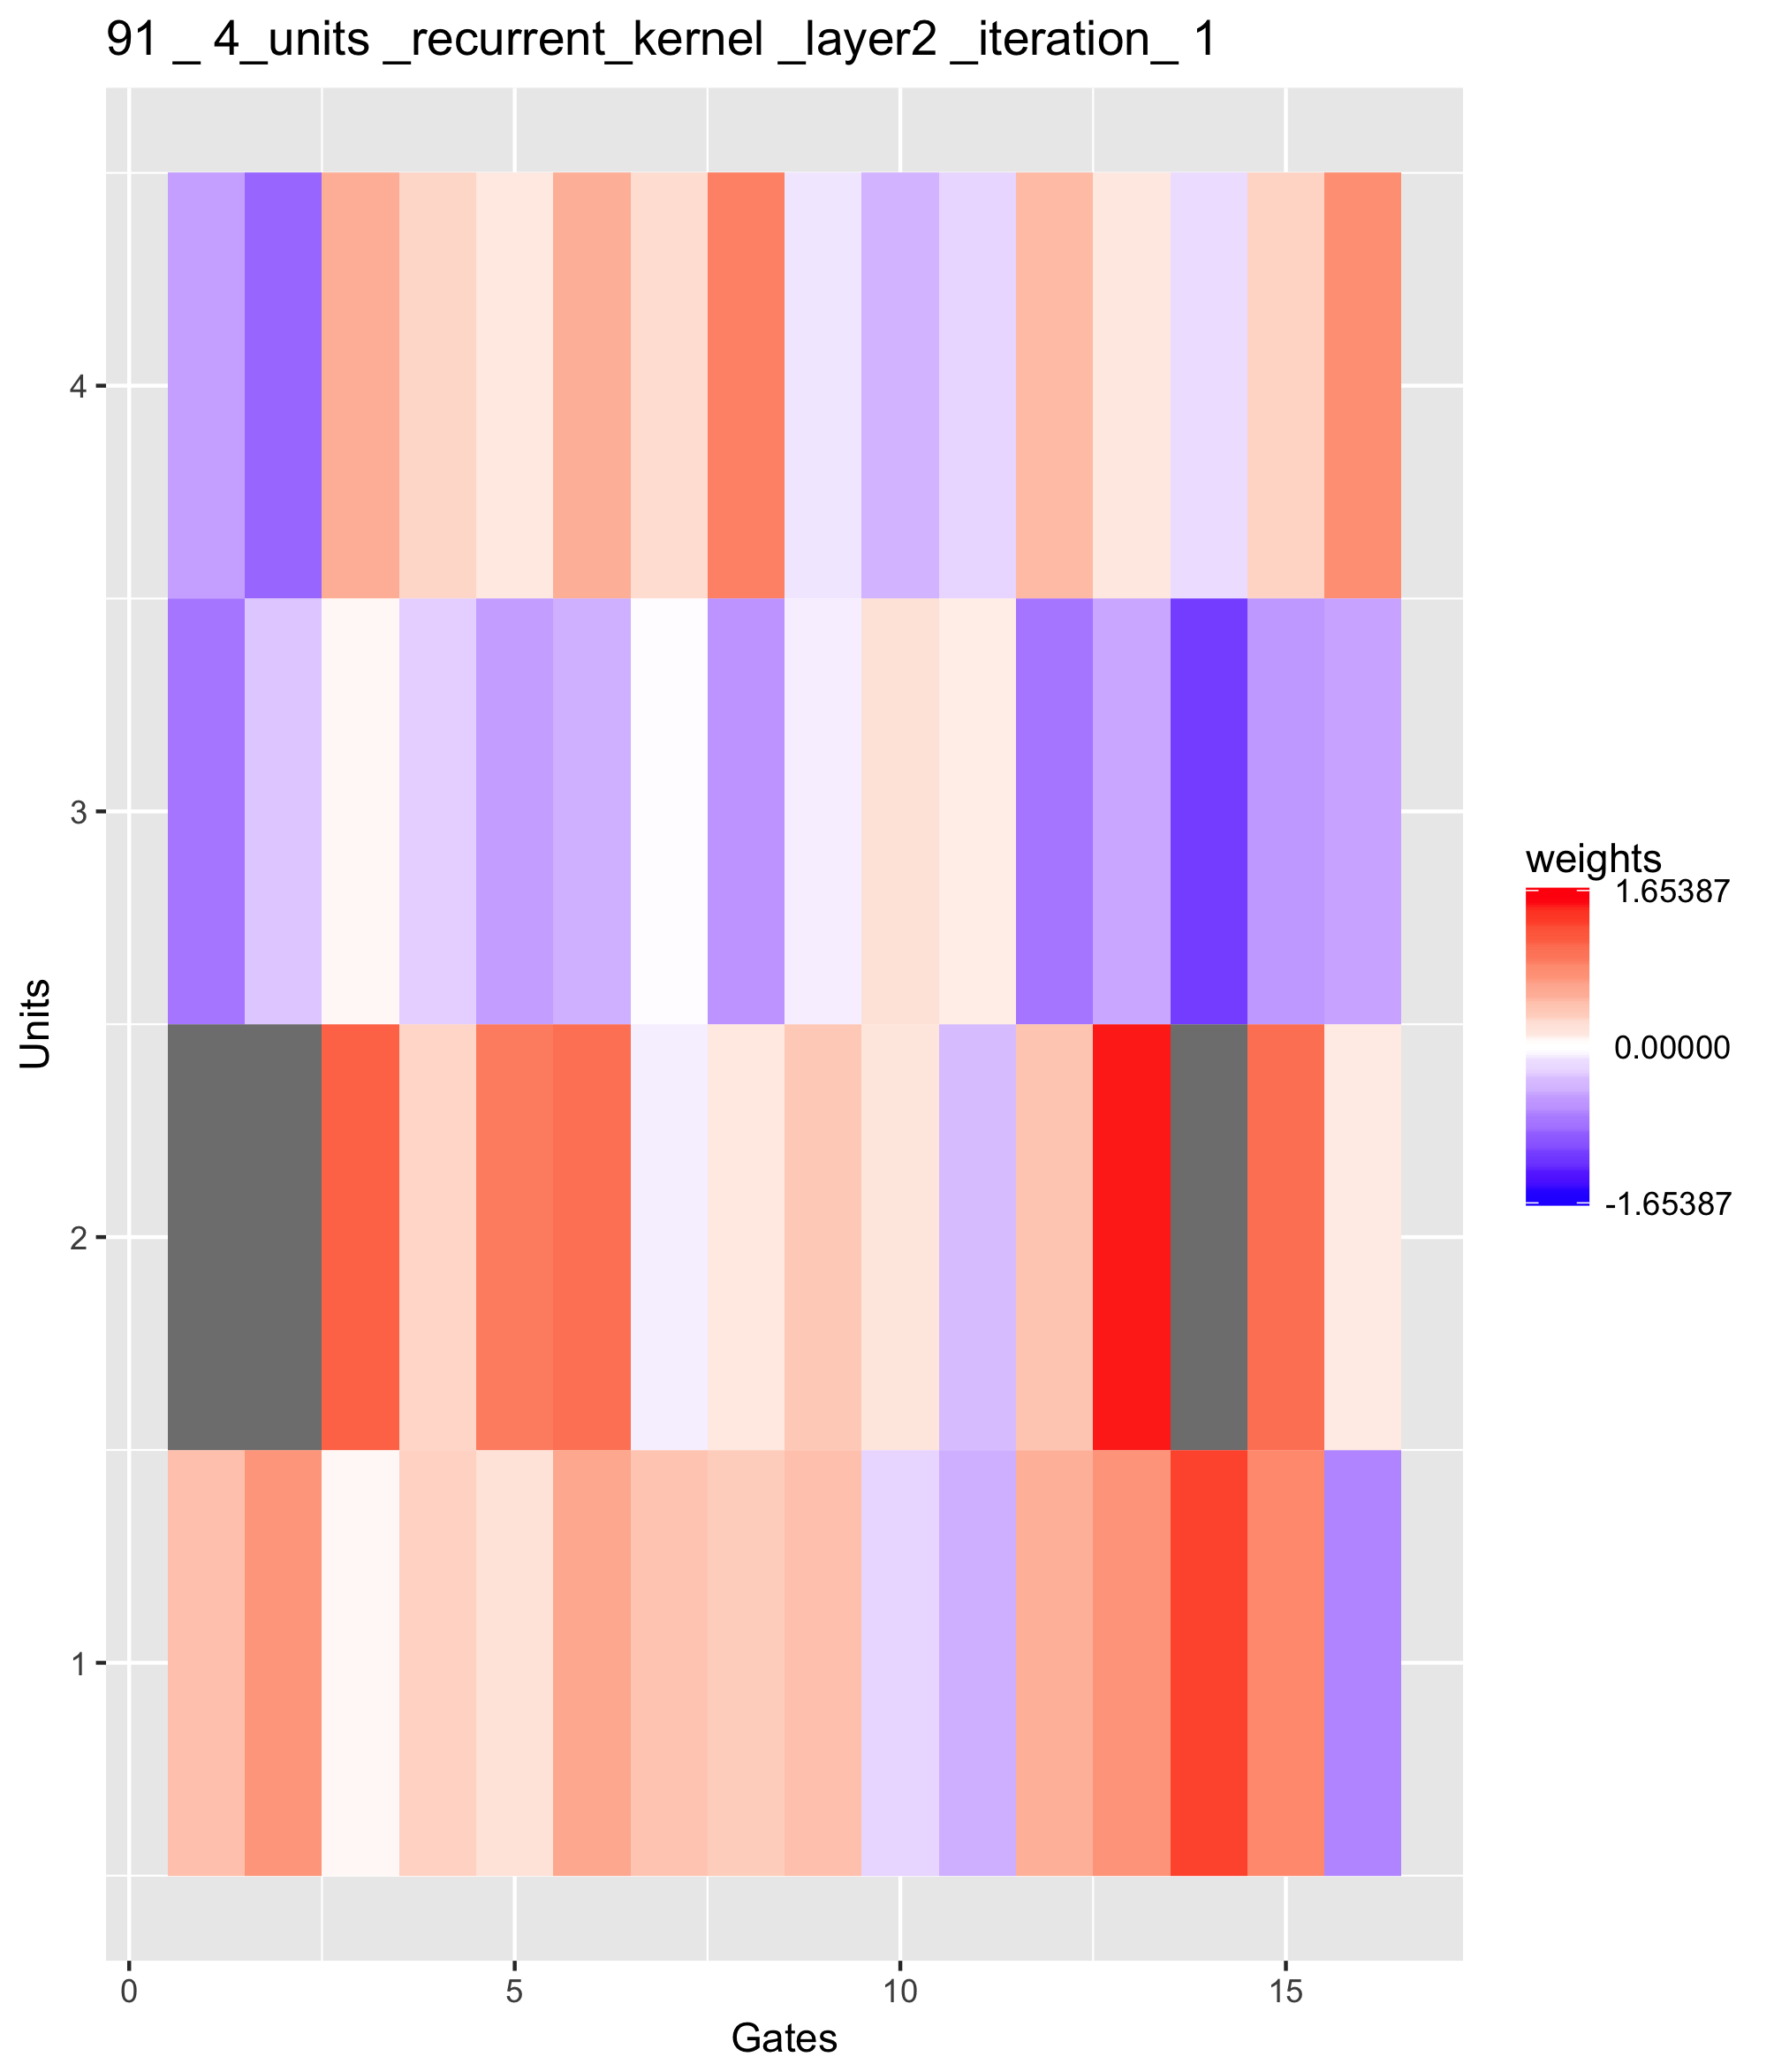 91 _ 4_units _recurrent_kernel _layer2 _iteration_ 1
Units
4
3
2
1
0
5
10
15
Gates
weights
1.65387
0.00000
-1.65387